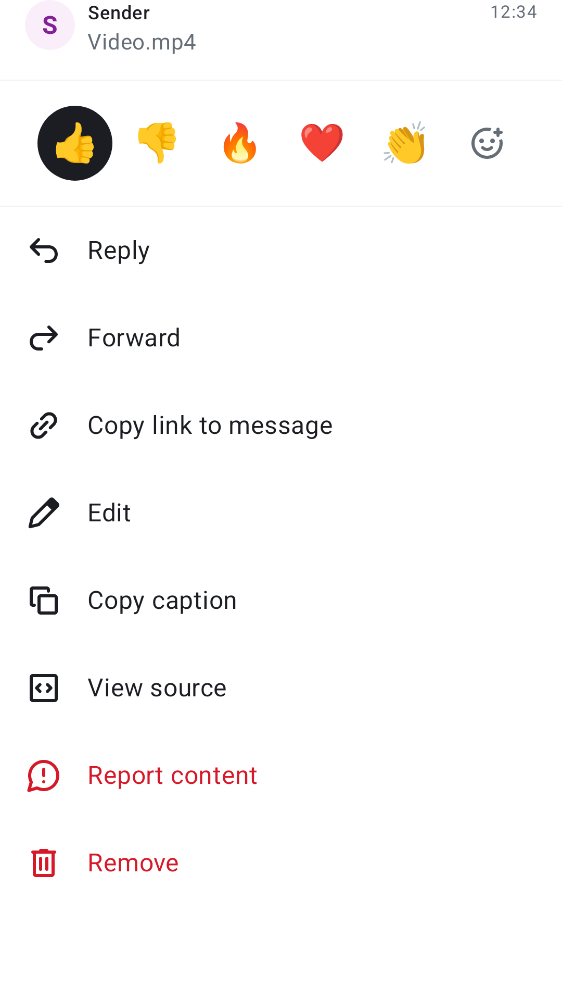 S
Sender
12:34
Video.mp4
Reply
Forward
Copy link to message
Edit
Copy caption
View source
Report content
Remove